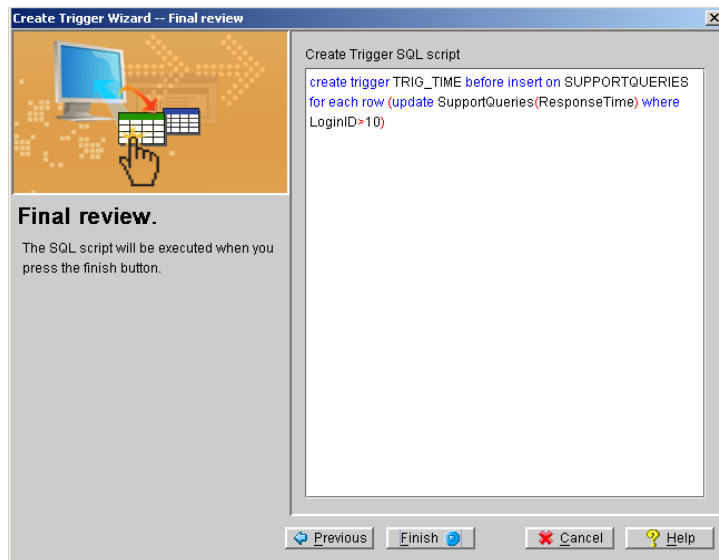 Create Trigger Wizard -- Final review
Create Trigger SQL script
create trigger TRIG_TIME before insert on SUPPORTQUERIES
for each row (update SupportQueries(ResponseTime) where
LoginID>10)
Final review.
The SQL script will be executed when you
press the finish button.
Previous
Finish
Cancel
Help